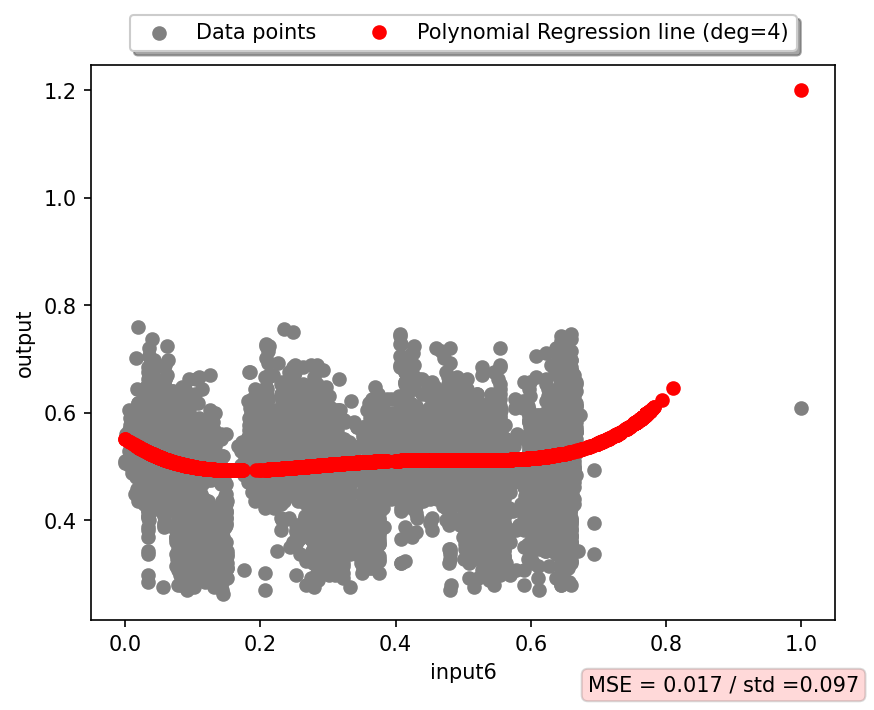 Data points
Polynomial Regression line (deg=4)
output
1.2
1.0
0.8
0.6
0.4
0.0 0.2 0.4 0.6 0.8 1.0
input6
MSE = 0.017 / std =0.097